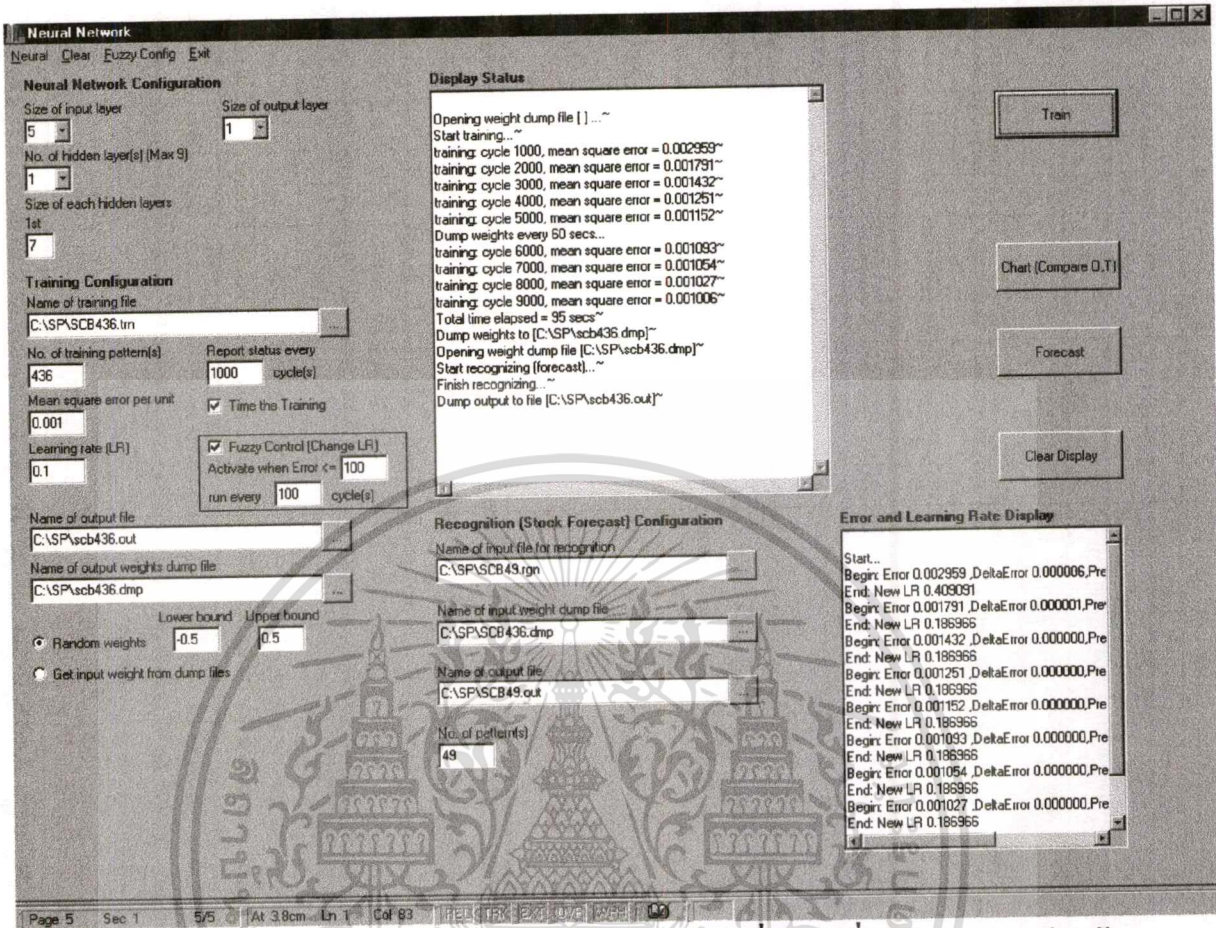 Neural Network
Neural Clear Fuzzy Config Exit
Neural Network Configuration
Size of input layer
5
Size of output layer
1
No. of hidden layer(s) (Max 9)
1
Size of each hidden layers
1st
7
Training Configuration
Name of training file
C:\SP\SCB436.trn
...
No. of training pattern(s)
436
Report status every
1000 cycle(s)
Mean square error per unit
0.001
Time the Training
Learning rate (LR)
0.1
Fuzzy Control (Change LR)
Activate when Error <= 100
run every 100 cycle(s)
Name of output file
C:\SP\scb436.out
...
Name of output weights dump file
C:\SP\scb436.dmp
...
Lower bound Upper bound
Random weights -0.5 0.5
Get input weight from dump files
Display Status
Opening weight dump file [ ] ...~
Start training...~
training: cycle 1000, mean square error = 0.002959~
training: cycle 2000, mean square error = 0.001791~
training: cycle 3000, mean square error = 0.001432~
training: cycle 4000, mean square error = 0.001251~
training: cycle 5000, mean square error = 0.001152~
Dump weights every 60 secs...
training: cycle 6000, mean square error = 0.001093~
training: cycle 7000, mean square error = 0.001054~
training: cycle 8000, mean square error = 0.001027~
training: cycle 9000, mean square error = 0.001006~
Total time elapsed = 95 secs~
Dump weights to [C:\SP\scb436.dmp]~
Opening weight dump file [C:\SP\scb436.dmp]~
Start recognizing (forecast)...~
Finish recognizing...~
Dump output to file [C:\SP\scb436.out]~
Recognition (Stock Forecast) Configuration
Name of input file for recognition
C:\SP\SCB49.rgn
...
Name of input weight dump file
C:\SP\SCB436.dmp
...
Name of output file
C:\SP\SCB49.out
...
No. of pattern(s)
49
Train
Chart (Compare O,T)
Forecast
Clear Display
Error and Learning Rate Display
Start...
Begin: Error 0.002959 ,DeltaError 0.000006,Pre
End: New LR 0.409091
Begin: Error 0.001791 ,DeltaError 0.000001,Pre
End: New LR 0.186966
Begin: Error 0.001432 ,DeltaError 0.000000,Pre
End: New LR 0.186966
Begin: Error 0.001251 ,DeltaError 0.000000,Pre
End: New LR 0.186966
Begin: Error 0.001152 ,DeltaError 0.000000,Pre
End: New LR 0.186966
Begin: Error 0.001093 ,DeltaError 0.000000,Pre
End: New LR 0.186966
Begin: Error 0.001054 ,DeltaError 0.000000,Pre
End: New LR 0.186966
Begin: Error 0.001027 ,DeltaError 0.000000,Pre
End: New LR 0.186966
Page 5 Sec 1 5/5 At 3.8cm Ln 1 Col 83 REC TRK EXT OVR WPH